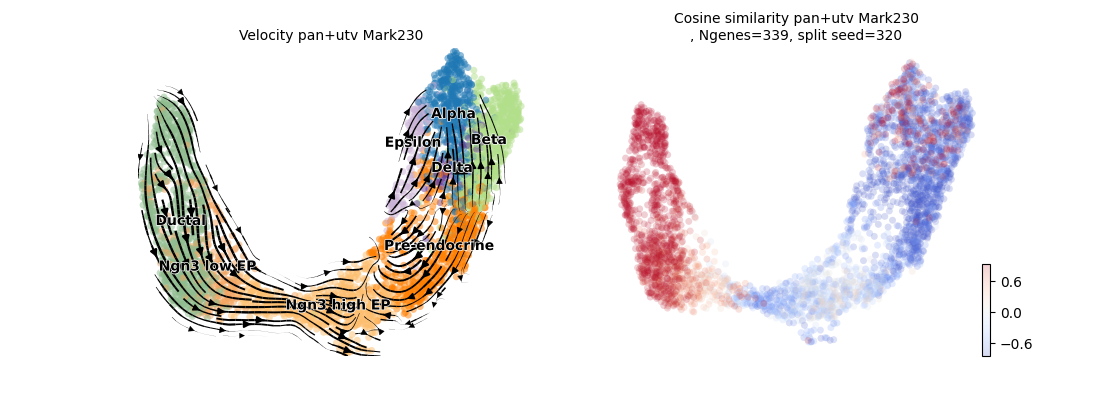 Velocity pan+utv Mark230
Cosine similarity pan+utv Mark230
, Ngenes=339, split seed=320
Alpha
Epsilon
Beta
Delta
Ductal
Pre-endocrine
Ngn3 low EP
Ngn3 high EP
0.6
0.0
−0.6